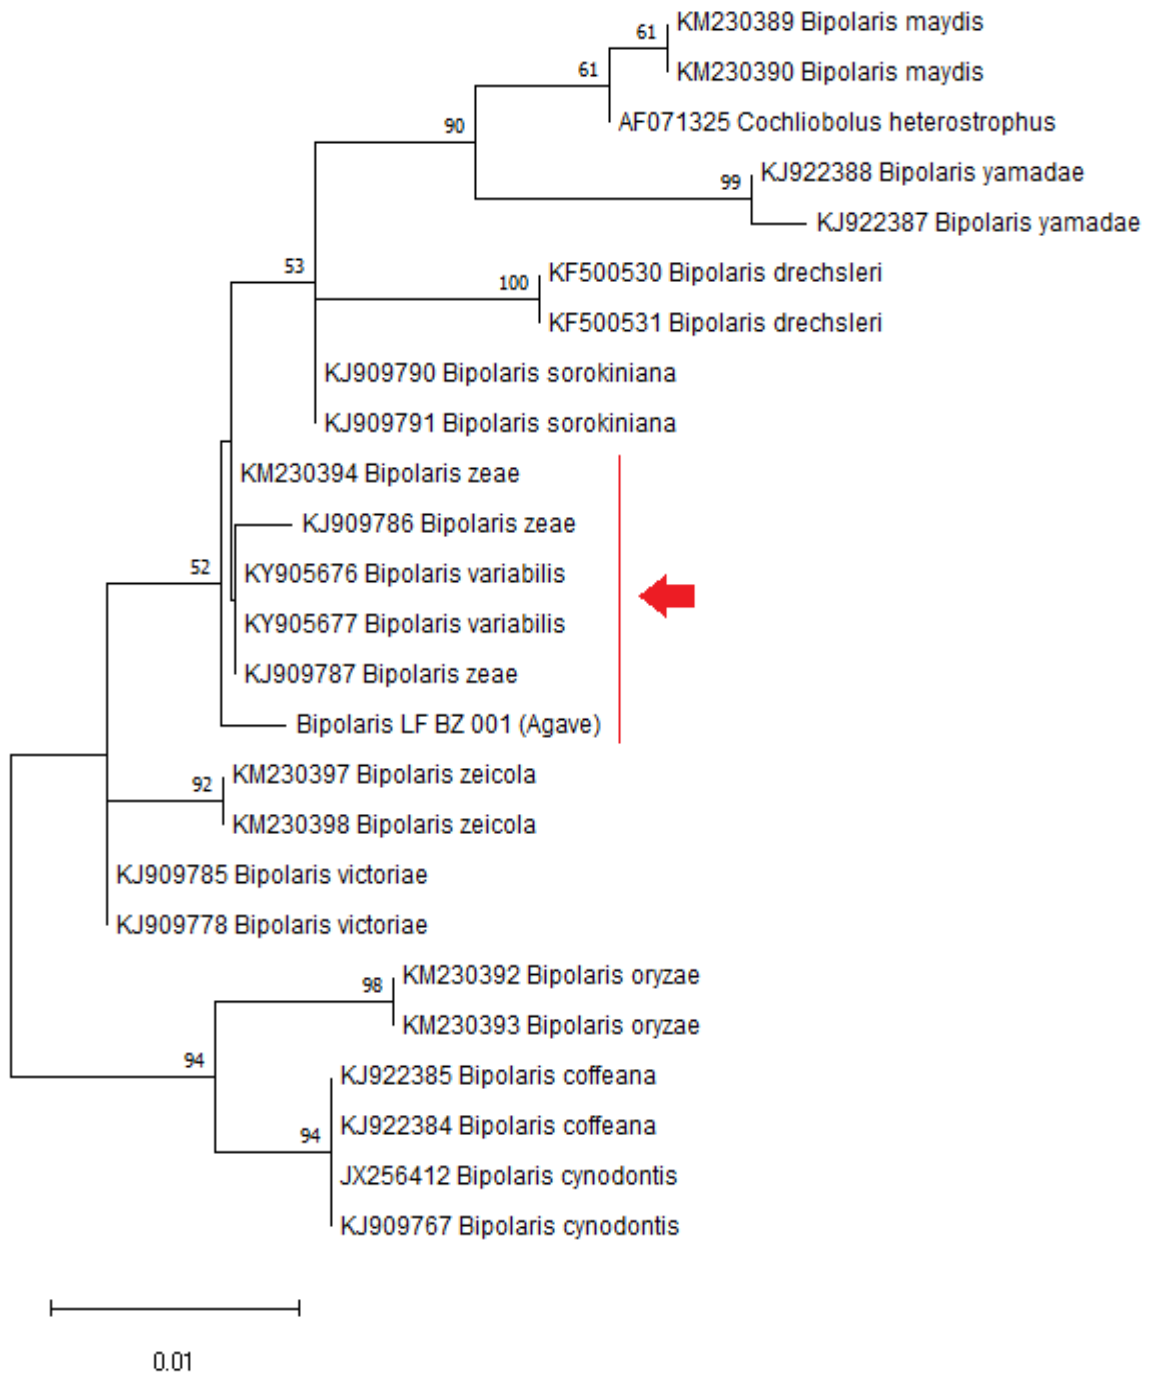 KM230389 Bipolaris maydis
61
KM230390 Bipolaris maydis
61
AF071325 Cochliobolus heterostrophus
90
KJ922388 Bipolaris yamadae
99
KJ922387 Bipolaris yamadae
53
KF500530 Bipolaris drechsleri
100
KF500531 Bipolaris drechsleri
KJ909790 Bipolaris sorokiniana
KJ909791 Bipolaris sorokiniana
KM230394 Bipolaris zeae
KJ909786 Bipolaris zeae
52
KY905676 Bipolaris variabilis
KY905677 Bipolaris variabilis
KJ909787 Bipolaris zeae
Bipolaris LF BZ 001 (Agave)
92
KM230397 Bipolaris zeicola
KM230398 Bipolaris zeicola
KJ909785 Bipolaris victoriae
KJ909778 Bipolaris victoriae
98
KM230392 Bipolaris oryzae
KM230393 Bipolaris oryzae
94
KJ922385 Bipolaris coffeana
KJ922384 Bipolaris coffeana
94
JX256412 Bipolaris cynodontis
KJ909767 Bipolaris cynodontis
0.01